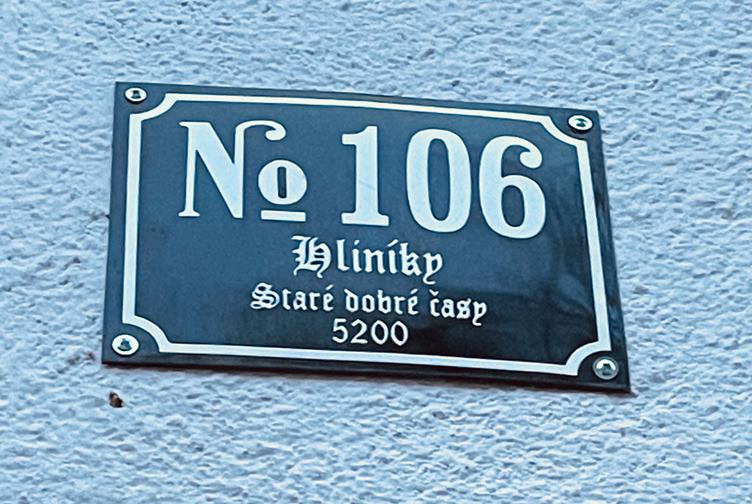 № 106
Hliníky
Staré dobré časy
5200